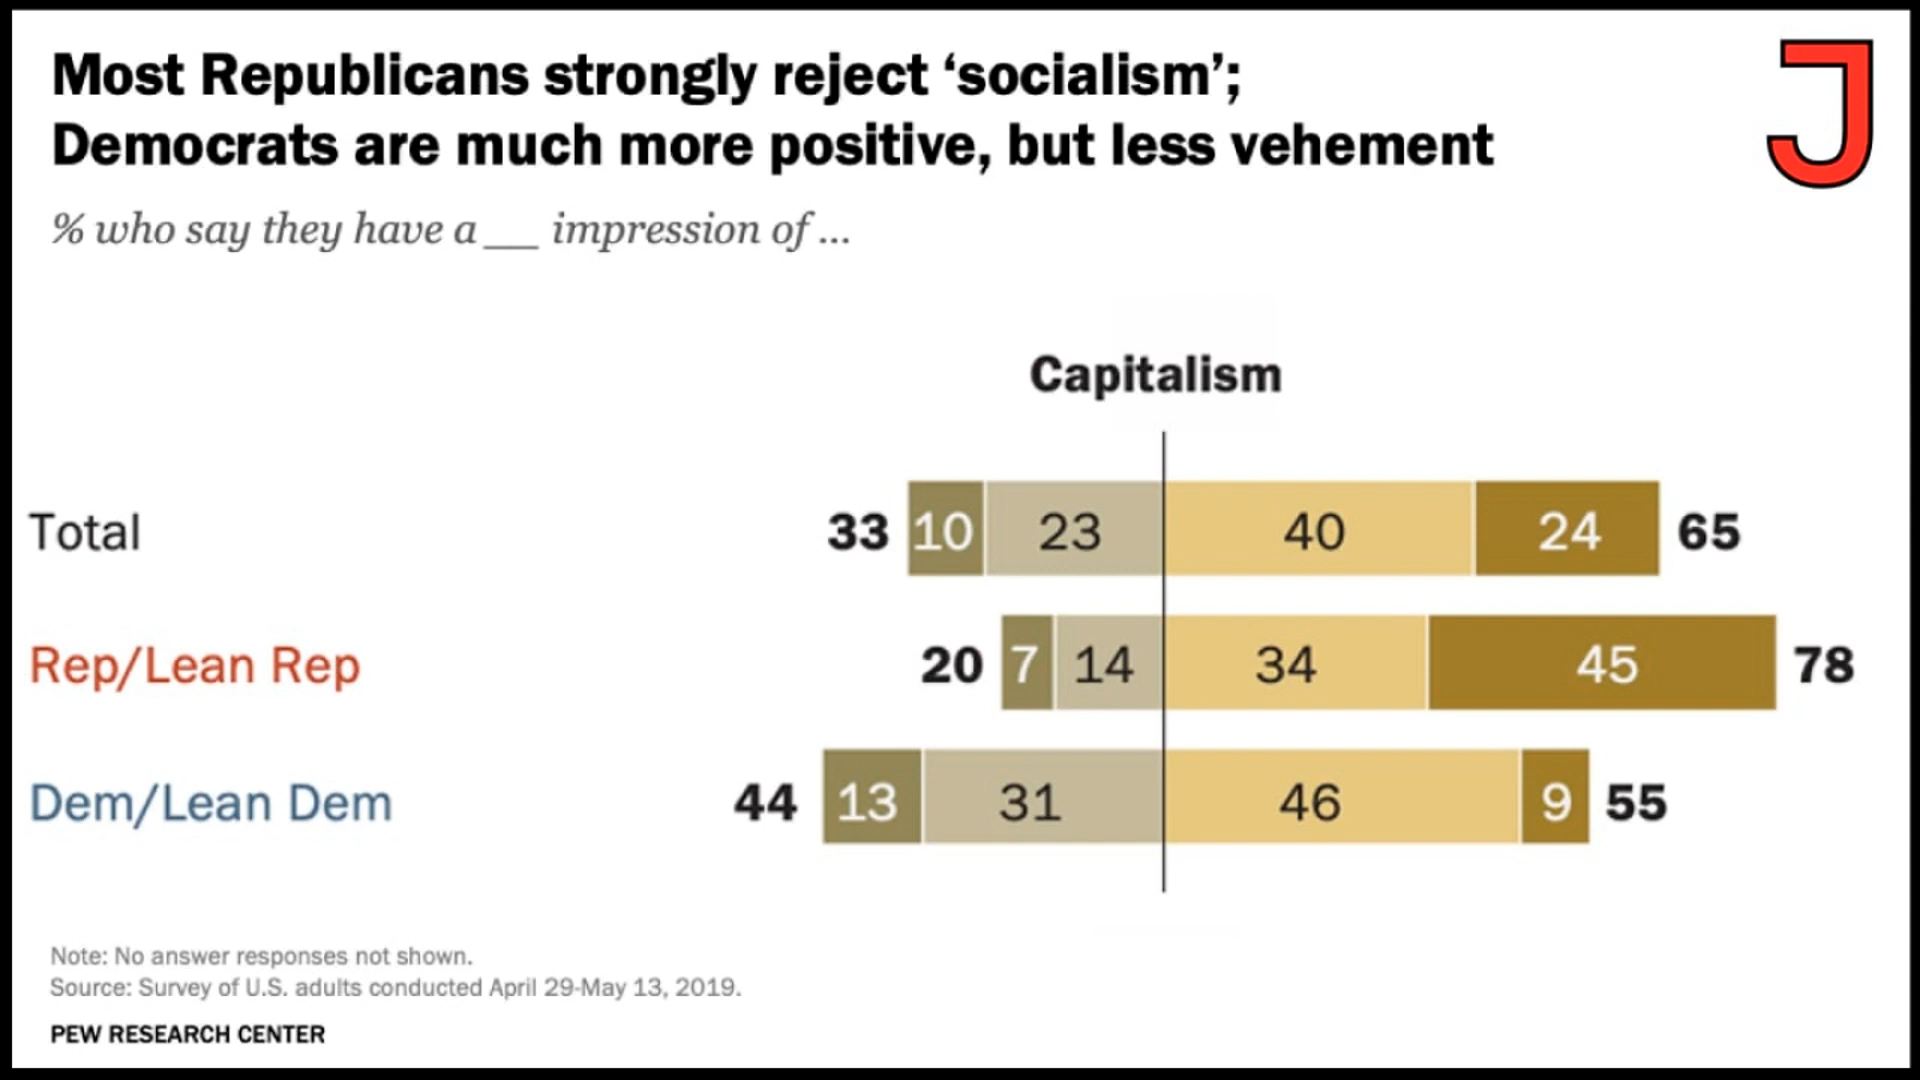 Most Republicans strongly reject ‘socialism’;
Democrats are much more positive, but less vehement
J
% who say they have a __ impression of ...
Capitalism
Total 33 10 23 40 24 65
Rep/Lean Rep 20 7 14 34 45 78
Dem/Lean Dem 44 13 31 46 9 55
Note: No answer responses not shown.
Source: Survey of U.S. adults conducted April 29-May 13, 2019.
PEW RESEARCH CENTER